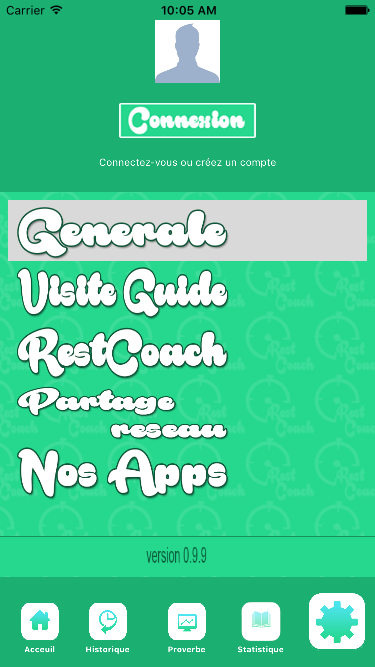 Carrier 10:05 AM
Connexion
Connectez-vous ou créez un compte
Generale
Visite Guide
RestCoach
Partage
reseau
Nos Apps
version 0.9.9
Acceuil Historique Proverbe Statistique